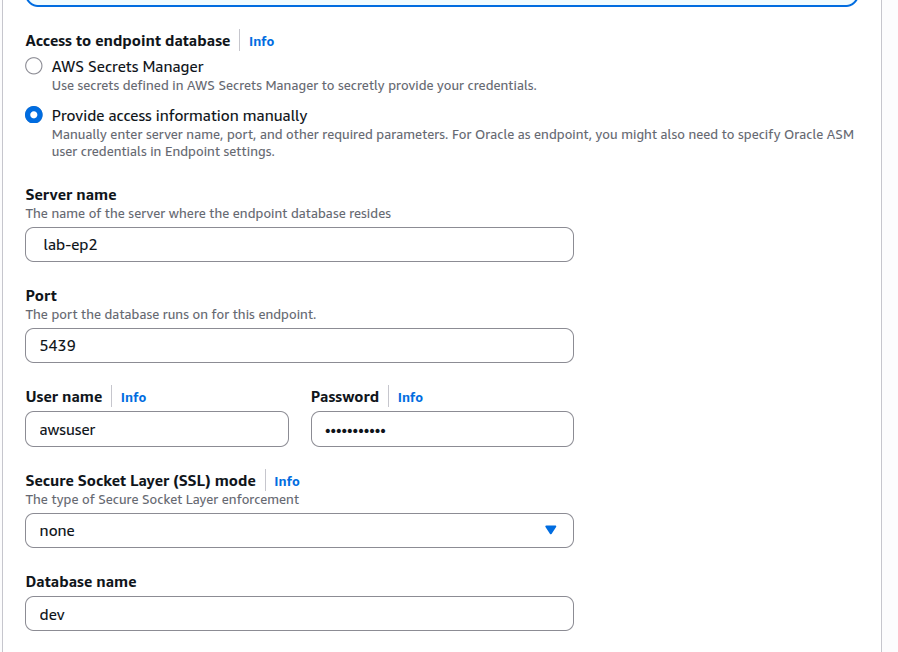 Access to endpoint database Info
AWS Secrets Manager
Use secrets defined in AWS Secrets Manager to secretly provide your credentials.
Provide access information manually
Manually enter server name, port, and other required parameters. For Oracle as endpoint, you might also need to specify Oracle ASM
user credentials in Endpoint settings.
Server name
The name of the server where the endpoint database resides
lab-ep2
Port
The port the database runs on for this endpoint.
5439
User name Info Password Info
awsuser •••••••••••
Secure Socket Layer (SSL) mode Info
The type of Secure Socket Layer enforcement
none
Database name
dev